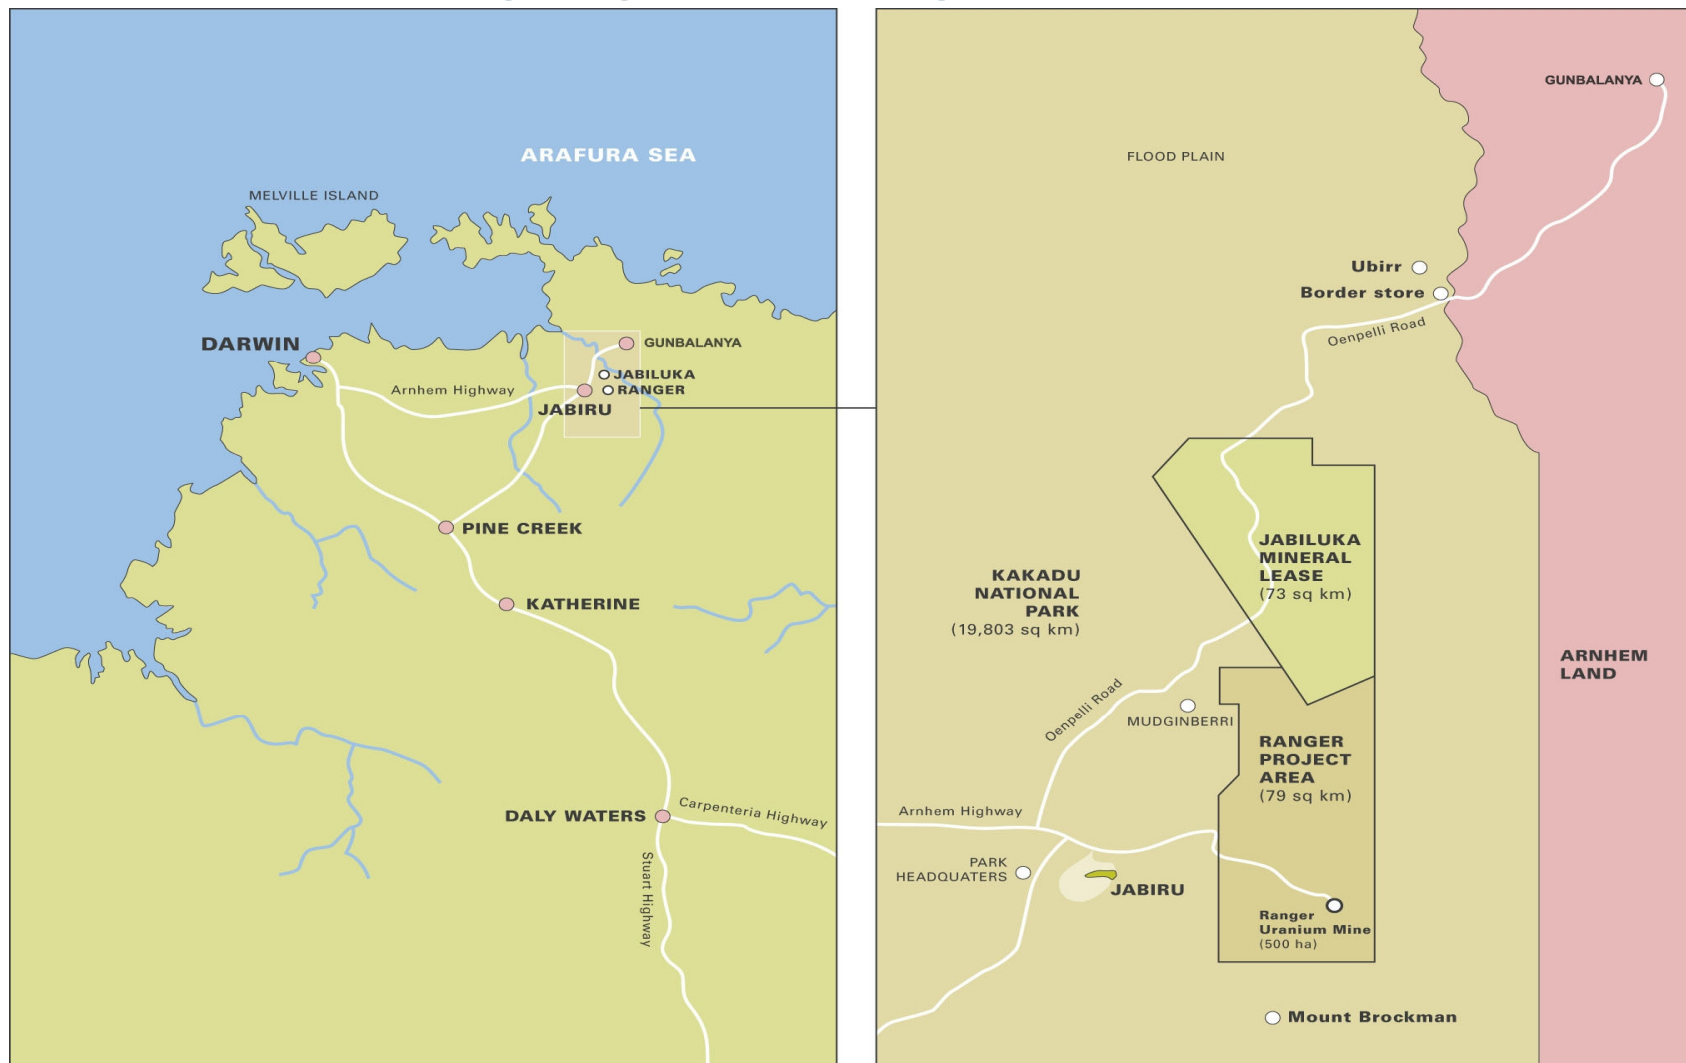 ARAFURA SEA
MELVILLE ISLAND
DARWIN
GUNBALANYA
JABILUKA
RANGER
Arnhem Highway
JABIRU
PINE CREEK
KATHERINE
DALY WATERS
Carpenteria Highway
Stuart Highway
GUNBALANYA
FLOOD PLAIN
Ubirr
Border store
Oenpelli Road
JABILUKA
MINERAL
LEASE
(73 sq km)
KAKADU
NATIONAL
PARK
(19,803 sq km)
ARNHEM
LAND
Oenpelli Road
MUDGINBERRI
RANGER
PROJECT
AREA
(79 sq km)
Arnhem Highway
PARK
HEADQUATERS
JABIRU
Ranger
Uranium Mine
(500 ha)
Mount Brockman